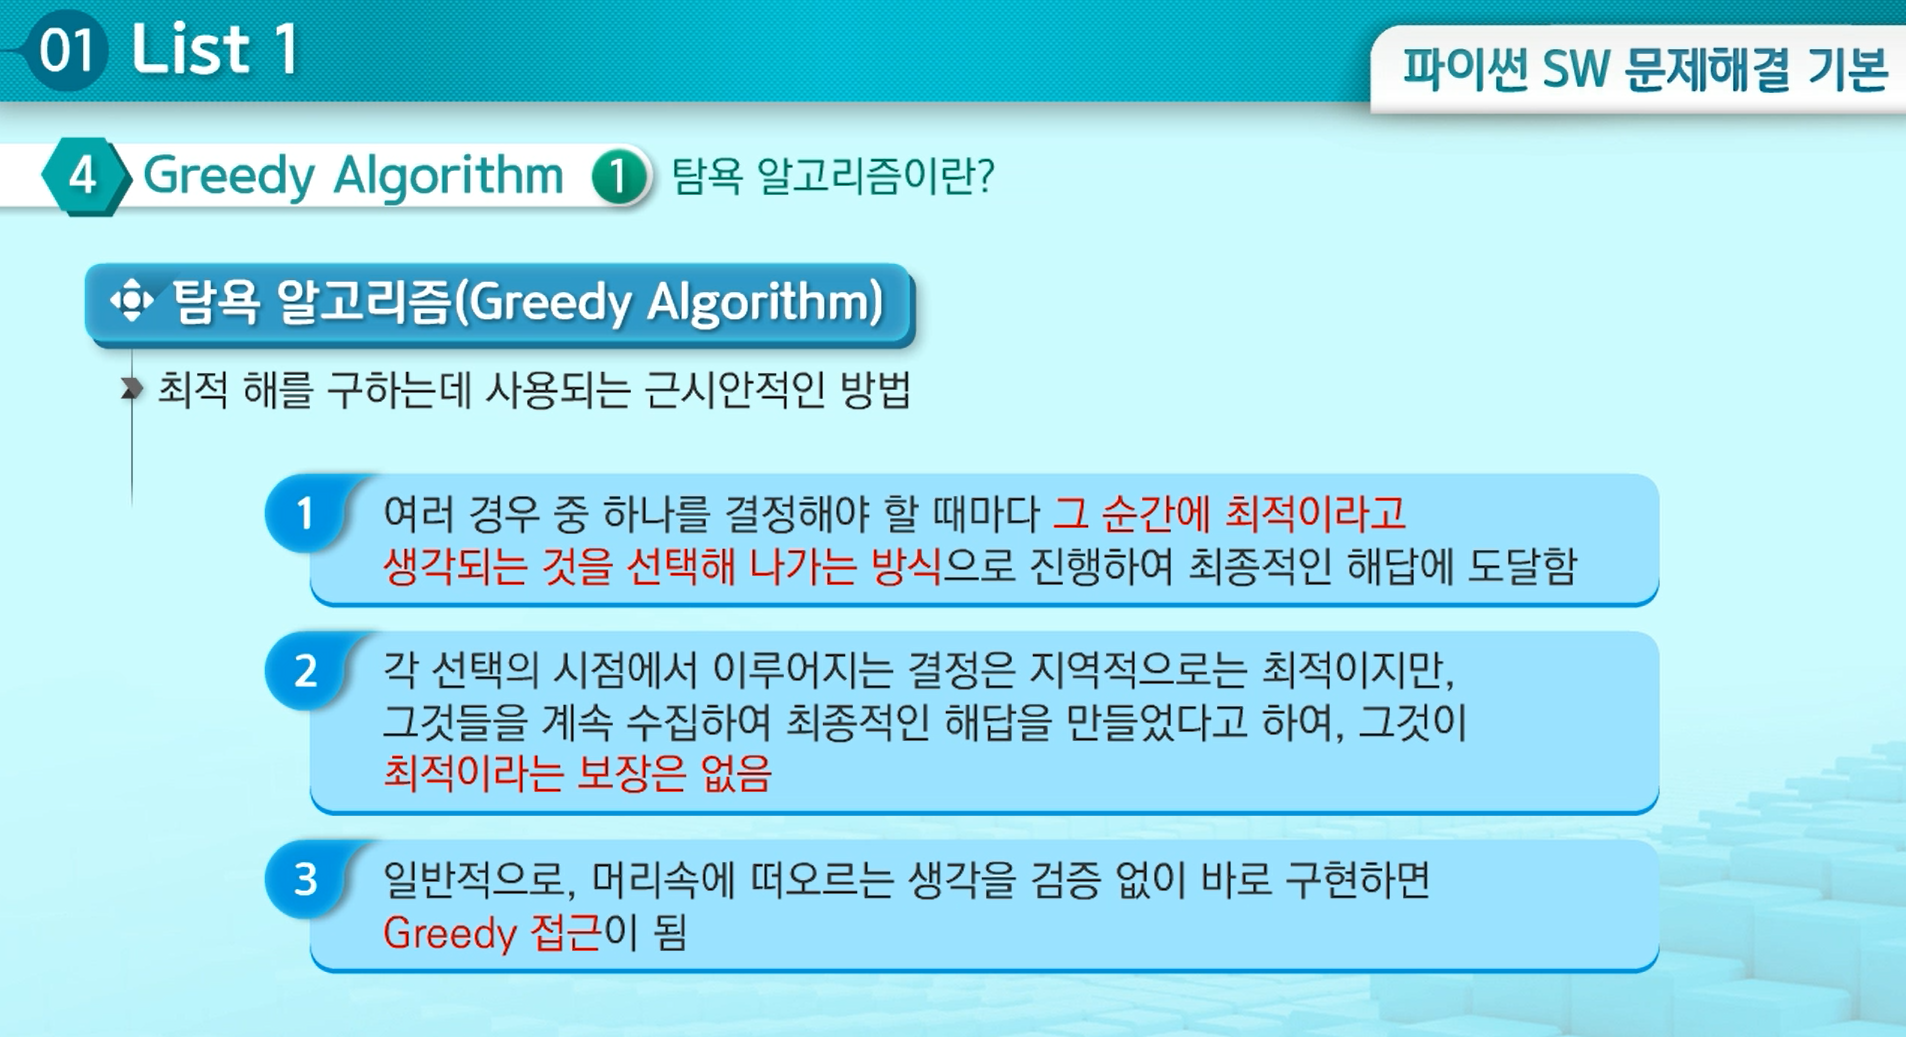 01 List 1
파이썬 SW 문제해결 기본
4 Greedy Algorithm 1 탐욕 알고리즘이란?
탐욕 알고리즘(Greedy Algorithm)
최적 해를 구하는데 사용되는 근시안적인 방법
1 여러 경우 중 하나를 결정해야 할 때마다 그 순간에 최적이라고
생각되는 것을 선택해 나가는 방식으로 진행하여 최종적인 해답에 도달함
2 각 선택의 시점에서 이루어지는 결정은 지역적으로는 최적이지만,
그것들을 계속 수집하여 최종적인 해답을 만들었다고 하여, 그것이
최적이라는 보장은 없음
3 일반적으로, 머리속에 떠오르는 생각을 검증 없이 바로 구현하면
Greedy 접근이 됨